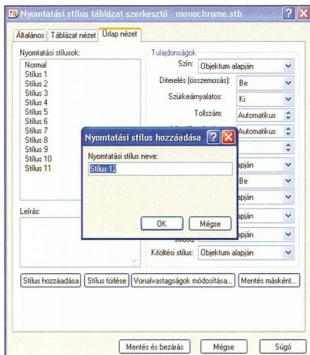 Nyomtatási stílus táblázat szerkesztő - monochrome.stb
Általános Táblázat nézet Űrlap nézet
Nyomtatási stílusok:
Normal
Stílus 1
Stílus 2
Stílus 3
Stílus 4
Stílus 5
Stílus 6
Stílus 7
Stílus 8
Stílus 9
Stílus 10
Stílus 11
Tulajdonságok
Szín: Objektum alapján
Diterelés (összemosás): Be
Szürkeárnyalatos: Ki
Tollszám: Automatikus
Automatikus
Nyomtatási stílus hozzáadása
Nyomtatási stílus neve:
Stílus 12
OK Mégse
apján
Be
apján
apján
apján
Leírás:
Kitöltési stílus: Objektum alapján
Stílus hozzáadása Stílus törlése Vonalvastagságok módosítása... Mentés másként...
Mentés és bezárás Mégse Súgó